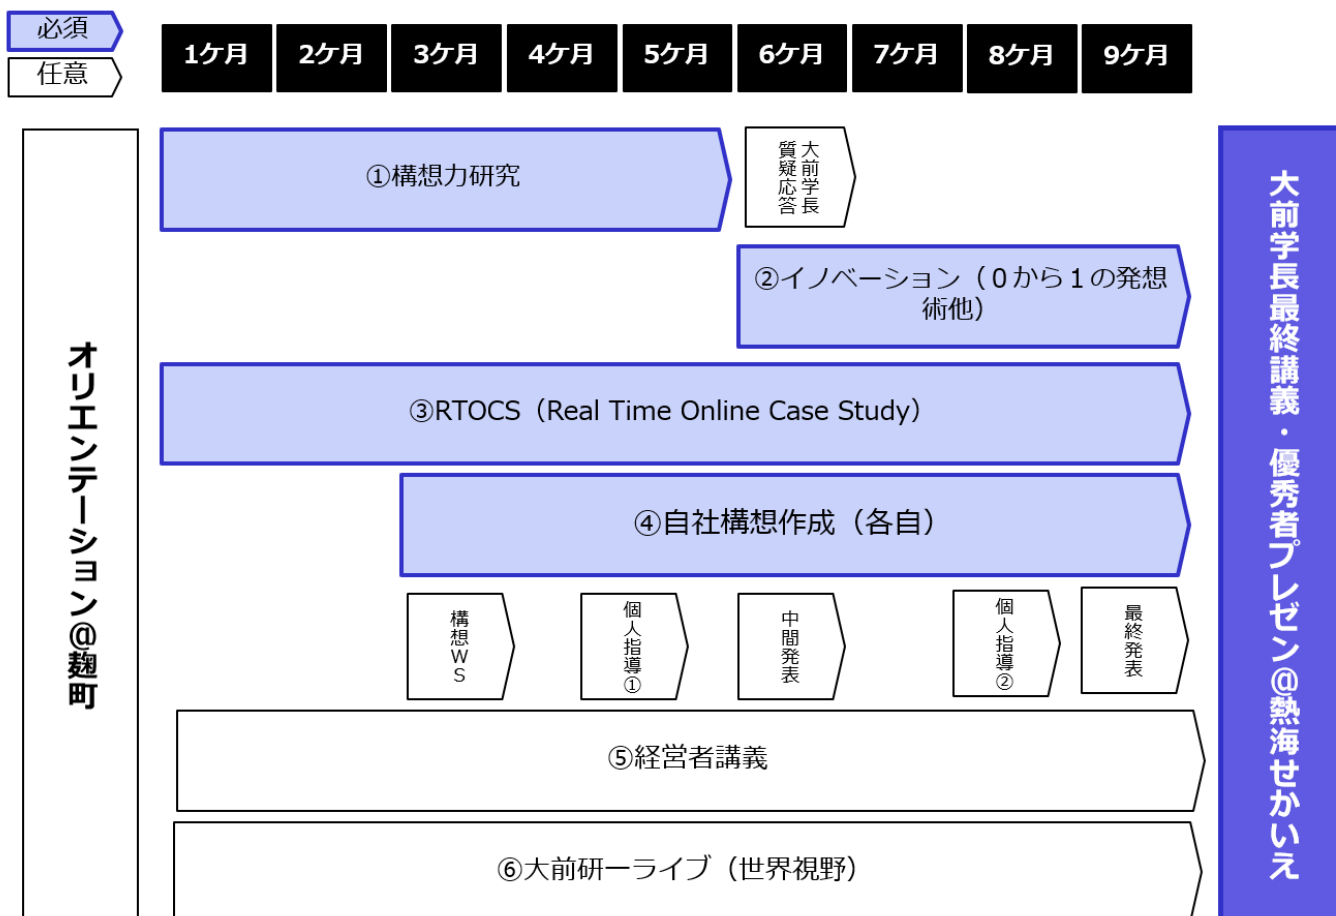 必須
任意
1ケ月
2ケ月
3ケ月
4ケ月
5ケ月
6ケ月
7ケ月
8ケ月
9ケ月
オリエンテーション@麹町
①構想力研究
大前学長
質疑応答
②イノベーション（０から１の発想
術他）
③RTOCS（Real Time Online Case Study）
④自社構想作成（各自）
構想ＷＳ
個人指導①
中間発表
個人指導②
最終発表
⑤経営者講義
⑥大前研一ライブ（世界視野）
大前学長最終講義・優秀者プレゼン@熱海せかいえ